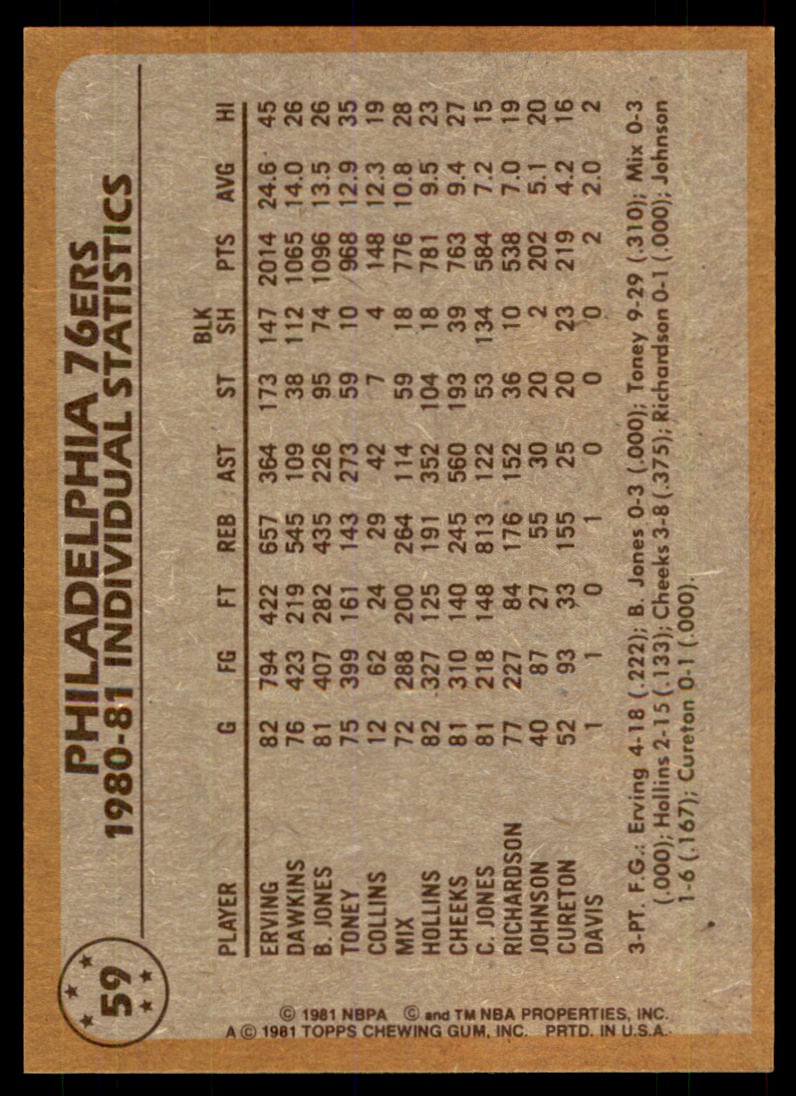 59
PHILADELPHIA 76ERS
1980-81 INDIVIDUAL STATISTICS
BLK
PLAYER G FG FT REB AST ST SH PTS AVG HI
ERVING 82 794 422 657 364 173 147 2014 24.6 45
DAWKINS 76 423 219 545 109 38 112 1065 14.0 26
B. JONES 81 407 282 435 226 95 74 1096 13.5 26
TONEY 75 399 161 143 273 59 10 968 12.9 35
COLLINS 12 62 24 29 42 7 4 148 12.3 19
MIX 72 288 200 264 114 59 18 776 10.8 28
HOLLINS 82 327 125 191 352 104 18 781 9.5 23
CHEEKS 81 310 140 245 560 193 39 763 9.4 27
C. JONES 81 218 148 813 122 53 134 584 7.2 15
RICHARDSON 77 227 84 176 152 36 10 538 7.0 19
JOHNSON 40 87 27 55 30 20 2 202 5.1 20
CURETON 52 93 33 155 25 20 23 219 4.2 16
DAVIS 1 1 0 1 0 0 0 2 2.0 2
3-PT. F.G.: Erving 4-18 (.222); B. Jones 0-3 (.000); Toney 9-29 (.310); Mix 0-3
(.000); Hollins 2-15 (.133); Cheeks 3-8 (.375); Richardson 0-1 (.000); Johnson
1-6 (.167); Cureton 0-1 (.000).
© 1981 NBPA © and TM NBA PROPERTIES, INC.
A © 1981 TOPPS CHEWING GUM, INC. PRTD. IN U.S.A.